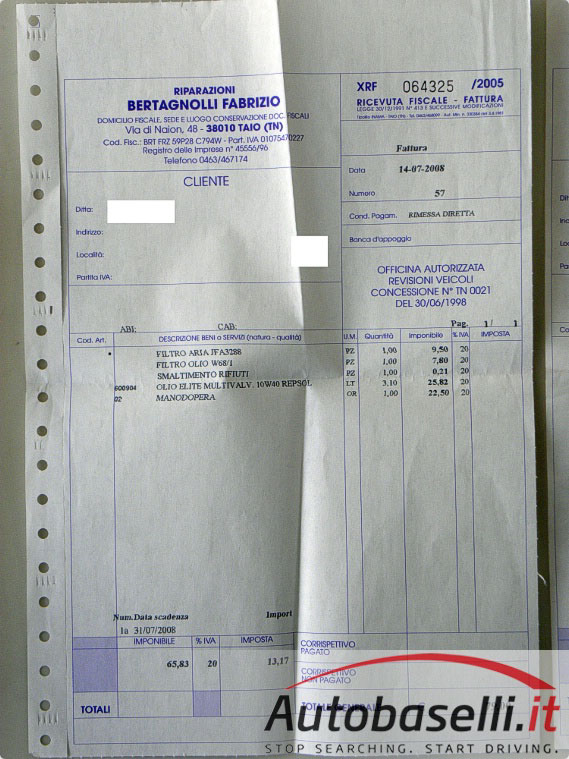 RIPARAZIONI
BERTAGNOLLI FABRIZIO
DOMICILIO FISCALE, SEDE E LUOGO CONSERVAZIONE DOC. FISCALI
Via di Naion, 48 - 38010 TAIO (TN)
Cod. Fisc.: BRT FRZ 59P28 C794W - Part. IVA 01075470227
Registro delle Imprese n° 45556/96
Telefono 0463/467174
XRF 064325 /2005
RICEVUTA FISCALE - FATTURA
Fattura
Data 14-07-2008
Numero 57
Cond. Pagam. RIMESSA DIRETTA
Banca d'appoggio
CLIENTE
Ditta:
Indirizzo:
Località:
Partita IVA:
OFFICINA AUTORIZZATA
REVISIONI VEICOLI
CONCESSIONE N° TN 0021
DEL 30/06/1998
ABI: CAB: Pag. 1/ 1
Cod. Art. DESCRIZIONE BENI o SERVIZI (natura - qualità) U.M. Quantità Imponibile % IVA IMPOSTA
FILTRO ARIA JFA3288 PZ 1,00 9,50 20
FILTRO OLIO W68/1 PZ 1,00 7,80 20
SMALTIMENTO RIFIUTI PZ 1,00 0,21 20
600904 OLIO ELITE MULTIVALV. 10W40 REPSOL LT 3,10 25,82 20
02 MANODOPERA OR 1,00 22,50 20
Num.Data scadenza Import
1a 31/07/2008
IMPONIBILE % IVA IMPOSTA
65,83 20 13,17
CORRISPETTIVO
PAGATO
CORRISPETTIVO
NON PAGATO
TOTALI
TOTALE GENERALE
Autobaselli.it
STOP SEARCHING. START DRIVING.